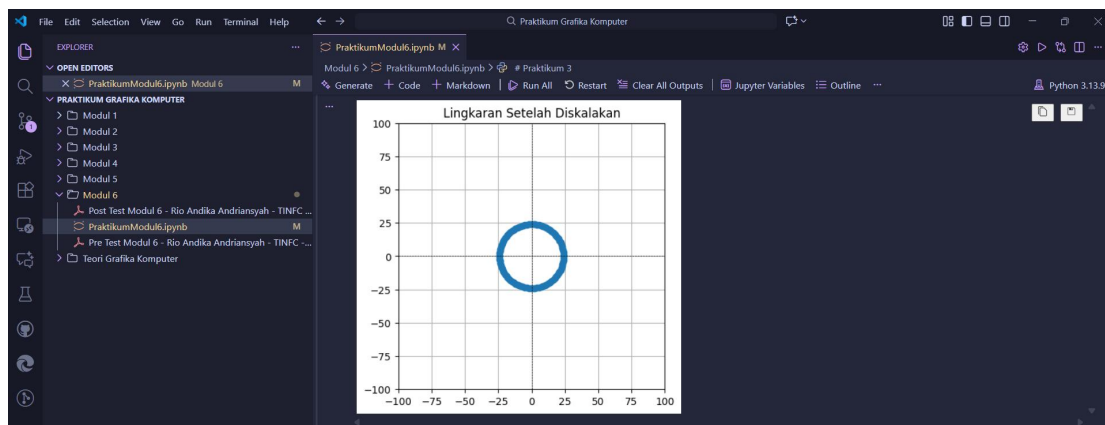 File Edit Selection View Go Run Terminal Help
Praktikum Grafika Komputer
EXPLORER
OPEN EDITORS
PraktikumModul6.ipynb Modul 6 M
PRAKTIKUM GRAFIKA KOMPUTER
Modul 1
Modul 2
Modul 3
Modul 4
Modul 5
Modul 6
Post Test Modul 6 - Rio Andika Andriansyah - TINFC ...
PraktikumModul6.ipynb M
Pre Test Modul 6 - Rio Andika Andriansyah - TINFC -...
Teori Grafika Komputer
1
PraktikumModul6.ipynb M
Modul 6 > PraktikumModul6.ipynb > # Praktikum 3
Generate + Code + Markdown | Run All Restart Clear All Outputs | Jupyter Variables Outline ...
Python 3.13.9
Lingkaran Setelah Diskalakan
100
75
50
25
0
−25
−50
−75
−100
−100 −75 −50 −25 0 25 50 75 100